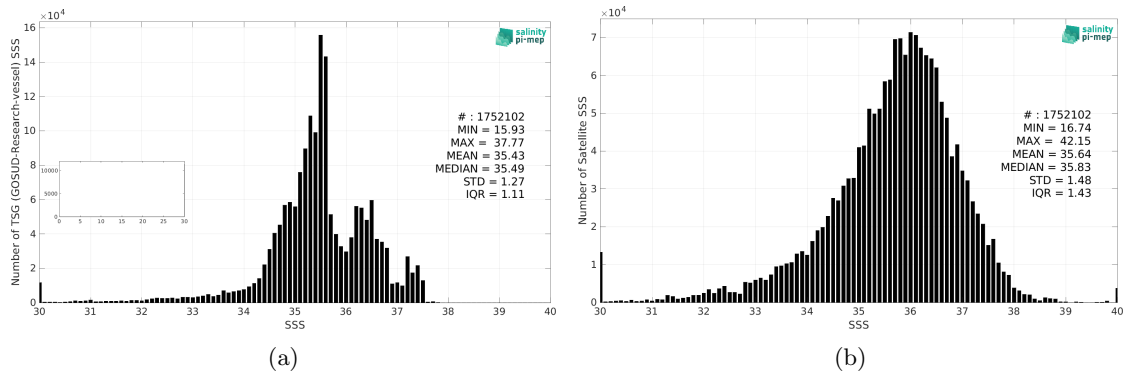 ×10⁴
16
14
12
10
8
6
4
2
0
Number of TSG (GOSUD-Research-vessel) SSS
salinity
pi-mep
# : 1752102
MIN = 15.93
MAX = 37.77
MEAN = 35.43
MEDIAN = 35.49
STD = 1.27
IQR = 1.11
10000
5000
0
0 5 10 15 20 25 30
30 31 32 33 34 35 36 37 38 39 40
SSS
(a)
×10⁴
7
6
5
4
3
2
1
0
Number of Satellite SSS
salinity
pi-mep
# : 1752102
MIN = 16.74
MAX = 42.15
MEAN = 35.64
MEDIAN = 35.83
STD = 1.48
IQR = 1.43
30 31 32 33 34 35 36 37 38 39 40
SSS
(b)